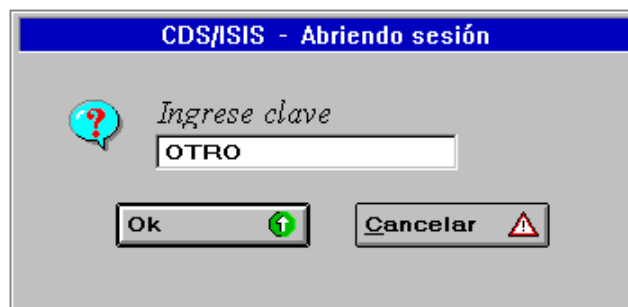 CDS/ISIS - Abriendo sesión
Ingrese clave
OTRO
Ok
Cancelar